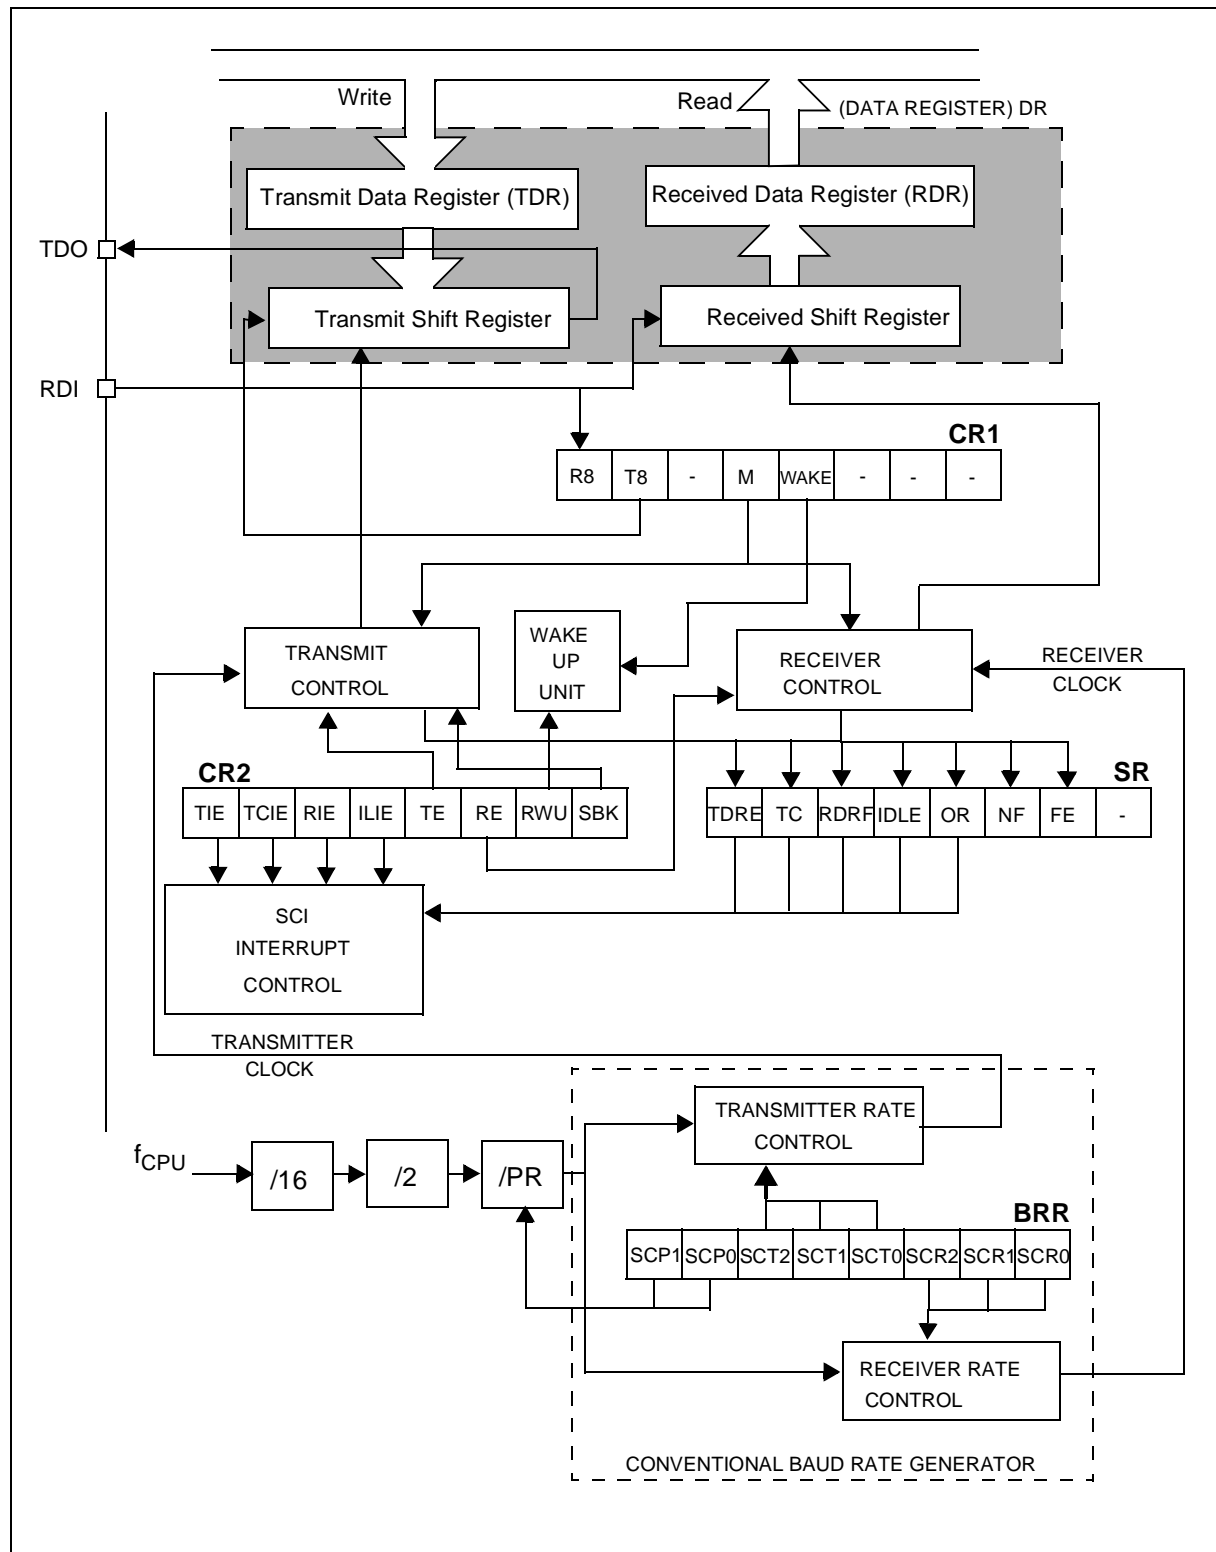 Write
Read
(DATA REGISTER) DR
Transmit Data Register (TDR)
Received Data Register (RDR)
TDO
Transmit Shift Register
Received Shift Register
RDI
CR1
R8 T8 - M WAKE - - -
TRANSMIT
CONTROL
WAKE
UP
UNIT
RECEIVER
CONTROL
RECEIVER
CLOCK
CR2
SR
TIE TCIE RIE ILIE TE RE RWU SBK
TDRE TC RDRF IDLE OR NF FE -
SCI
INTERRUPT
CONTROL
TRANSMITTER
CLOCK
TRANSMITTER RATE
CONTROL
fCPU
/16
/2
/PR
BRR
SCP1 SCP0 SCT2 SCT1 SCT0 SCR2 SCR1 SCR0
RECEIVER RATE
CONTROL
CONVENTIONAL BAUD RATE GENERATOR